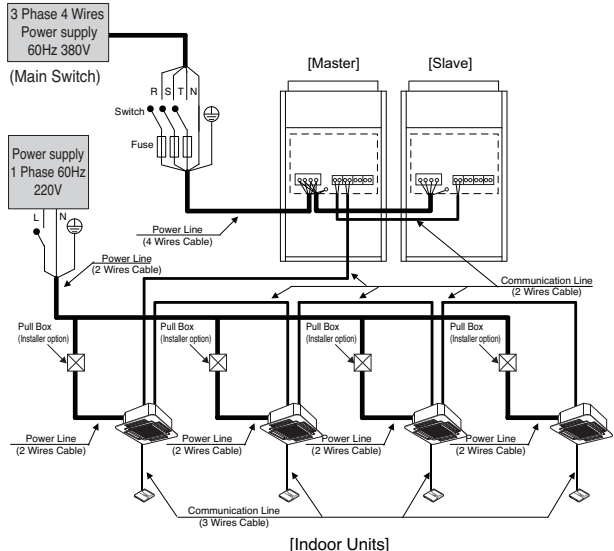 3 Phase 4 Wires
Power supply
60Hz 380V
(Main Switch)
[Master]
[Slave]
R S T N
Switch
Fuse
Power supply
1 Phase 60Hz
220V
L N
Power Line
(4 Wires Cable)
Power Line
(2 Wires Cable)
Communication Line
(2 Wires Cable)
Pull Box
(Installer option)
Pull Box
(Installer option)
Pull Box
(Installer option)
Pull Box
(Installer option)
Power Line
(2 Wires Cable)
Power Line
(2 Wires Cable)
Power Line
(2 Wires Cable)
Power Line
(2 Wires Cable)
Communication Line
(3 Wires Cable)
[Indoor Units]